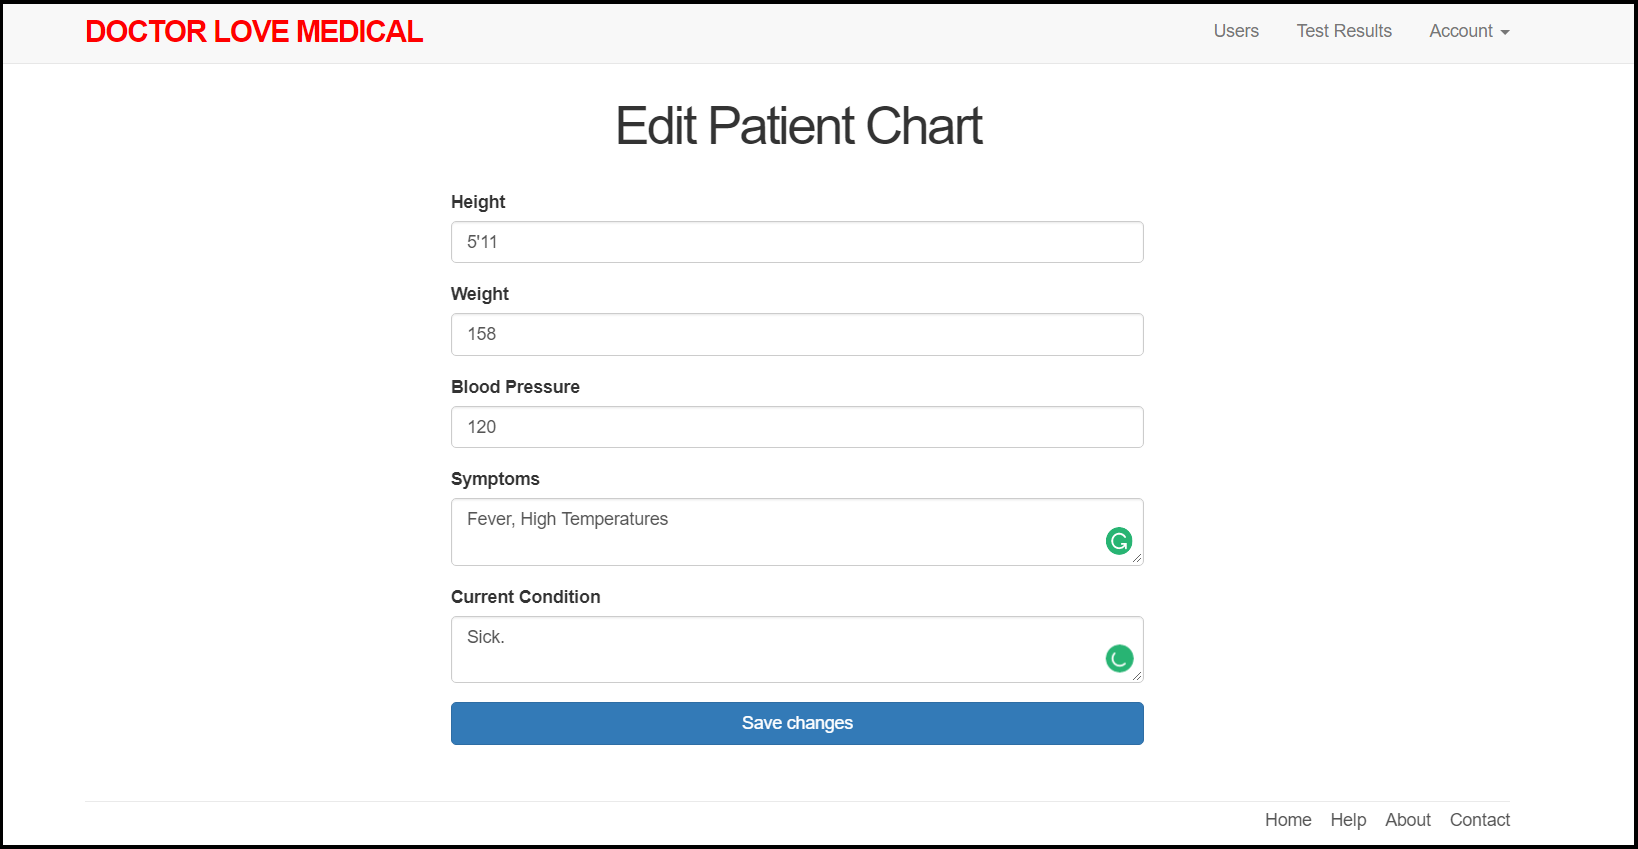 DOCTOR LOVE MEDICAL
Users Test Results Account
Edit Patient Chart
Height
5'11
Weight
158
Blood Pressure
120
Symptoms
Fever, High Temperatures
Current Condition
Sick.
Save changes
Home Help About Contact